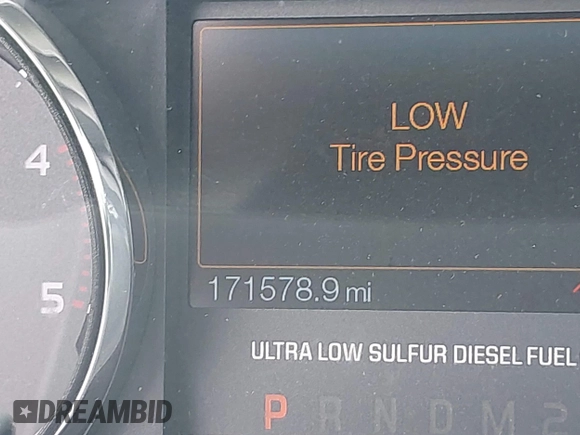 4
5
LOW
Tire Pressure
171578.9 mi
ULTRA LOW SULFUR DIESEL FUEL
P R N D M 2
DREAMBID